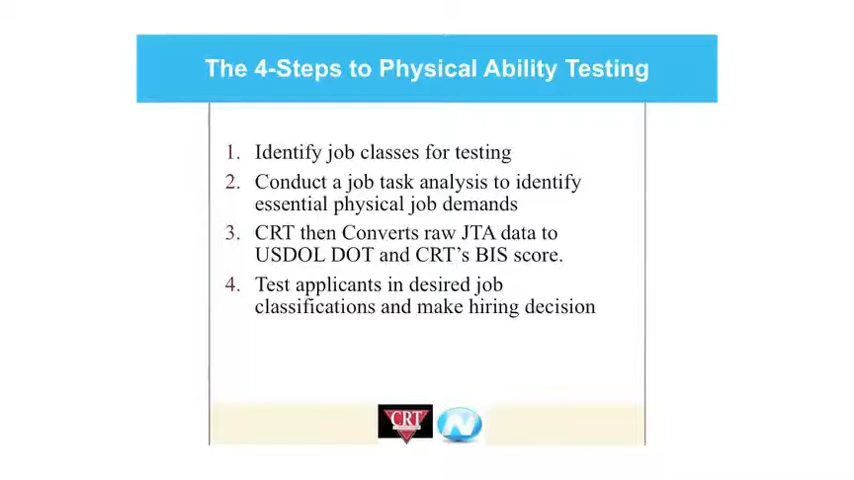 The 4-Steps to Physical Ability Testing
1. Identify job classes for testing
2. Conduct a job task analysis to identify
essential physical job demands
3. CRT then Converts raw JTA data to
USDOL DOT and CRT's BIS score.
4. Test applicants in desired job
classifications and make hiring decision
CRT N